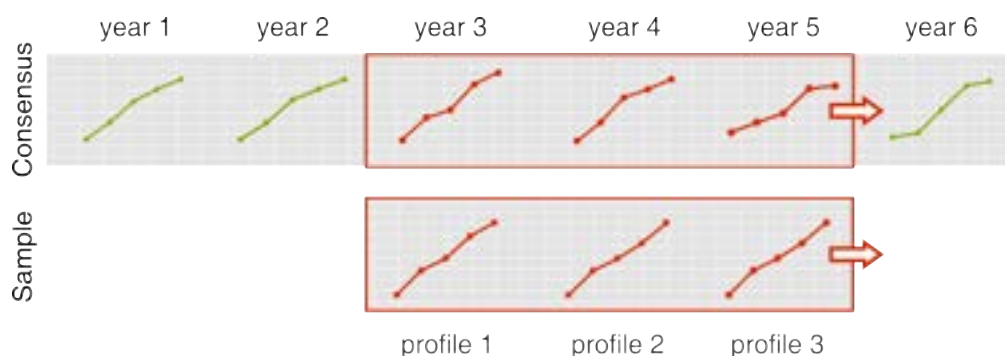 year 1 year 2 year 3 year 4 year 5 year 6
Consensus
Sample
profile 1 profile 2 profile 3